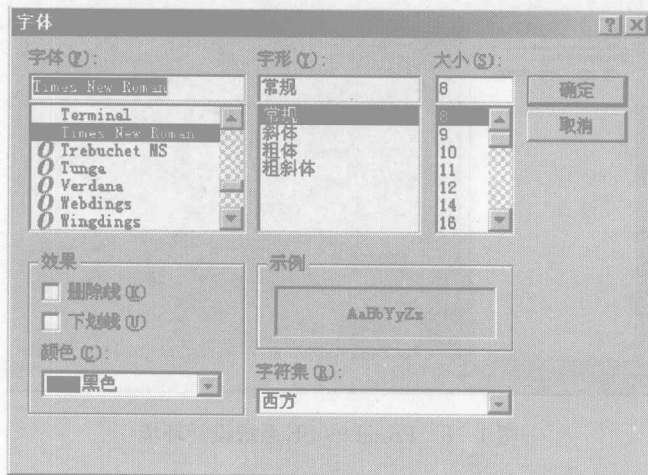 字体
字体(F):
Times New Roman
Terminal
Times New Roman
Trebuchet MS
Tunga
Verdana
Webdings
Wingdings
字形(Y):
常规
常规
斜体
粗体
粗斜体
大小(S):
8
8
9
10
11
12
14
16
确定
取消
效果
删除线(K)
下划线(U)
颜色(C):
黑色
示例
AaBbYyZz
字符集(R):
西方